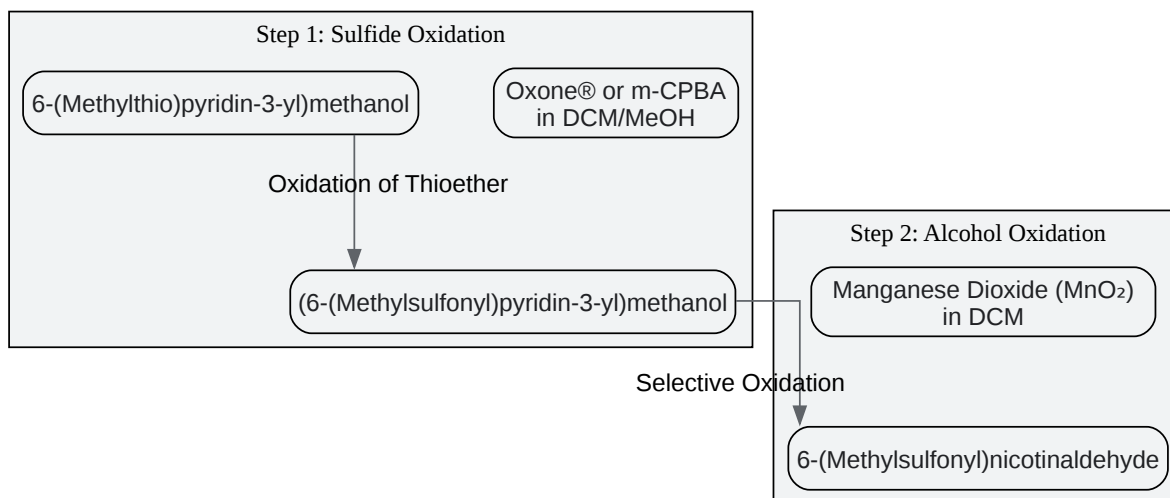 Step 1: Sulfide Oxidation
6-(Methylthio)pyridin-3-yl)methanol
Oxone® or m-CPBA
in DCM/MeOH
Oxidation of Thioether
(6-(Methylsulfonyl)pyridin-3-yl)methanol
Step 2: Alcohol Oxidation
Manganese Dioxide (MnO₂)
in DCM
Selective Oxidation
6-(Methylsulfonyl)nicotinaldehyde